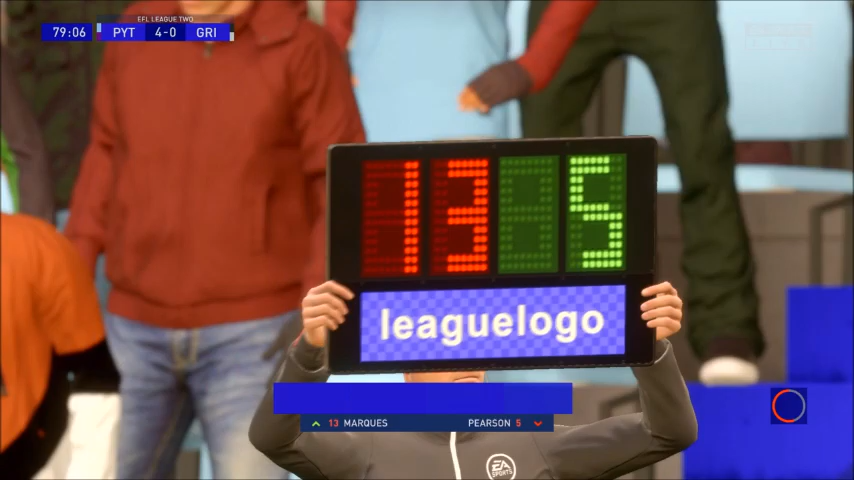 EFL LEAGUE TWO
79:06 PYT 4-0 GRI
13 5
leaguelogo
13 MARQUES PEARSON 5
EA
SPORTS